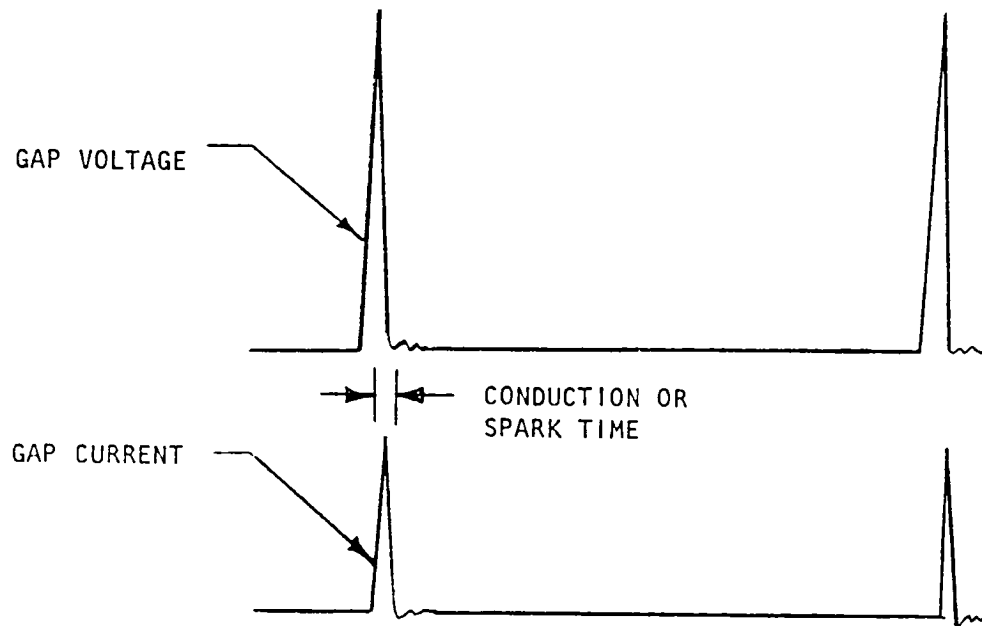 GAP VOLTAGE
CONDUCTION OR
SPARK TIME
GAP CURRENT